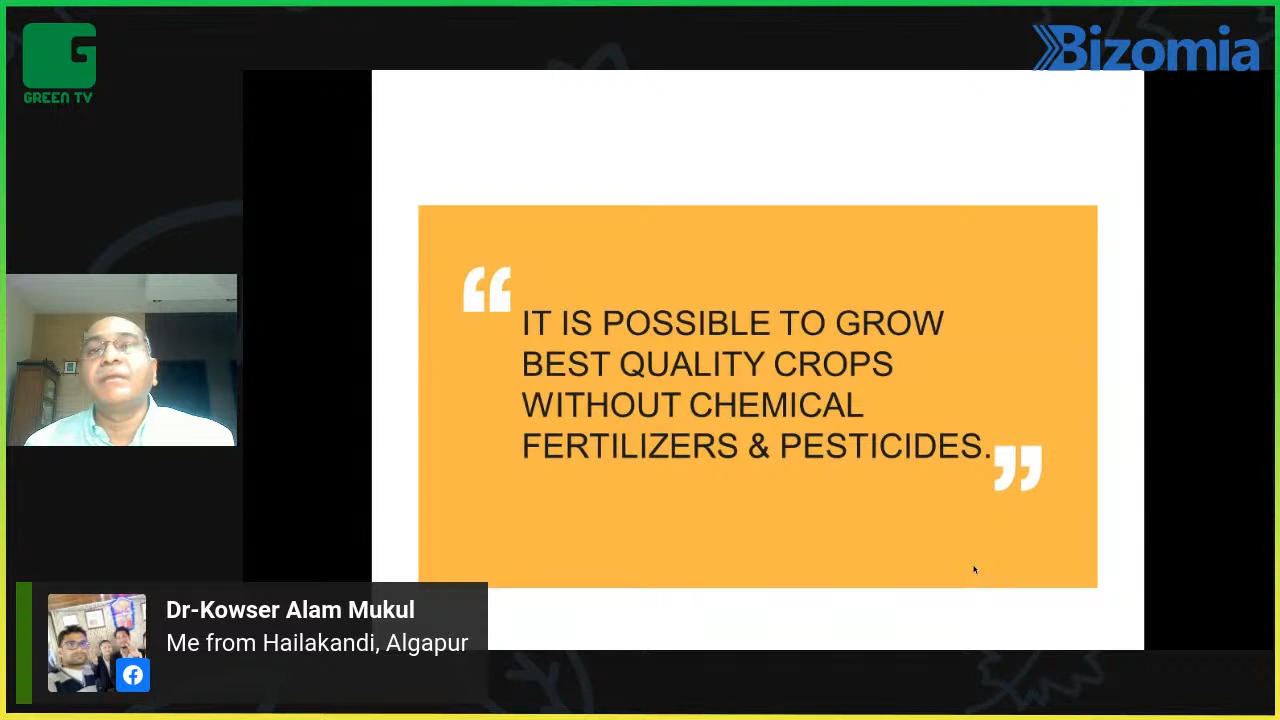 G
GREEN TV
Bizomia
“
IT IS POSSIBLE TO GROW
BEST QUALITY CROPS
WITHOUT CHEMICAL
FERTILIZERS & PESTICIDES.
”
Dr-Kowser Alam Mukul
Me from Hailakandi, Algapur